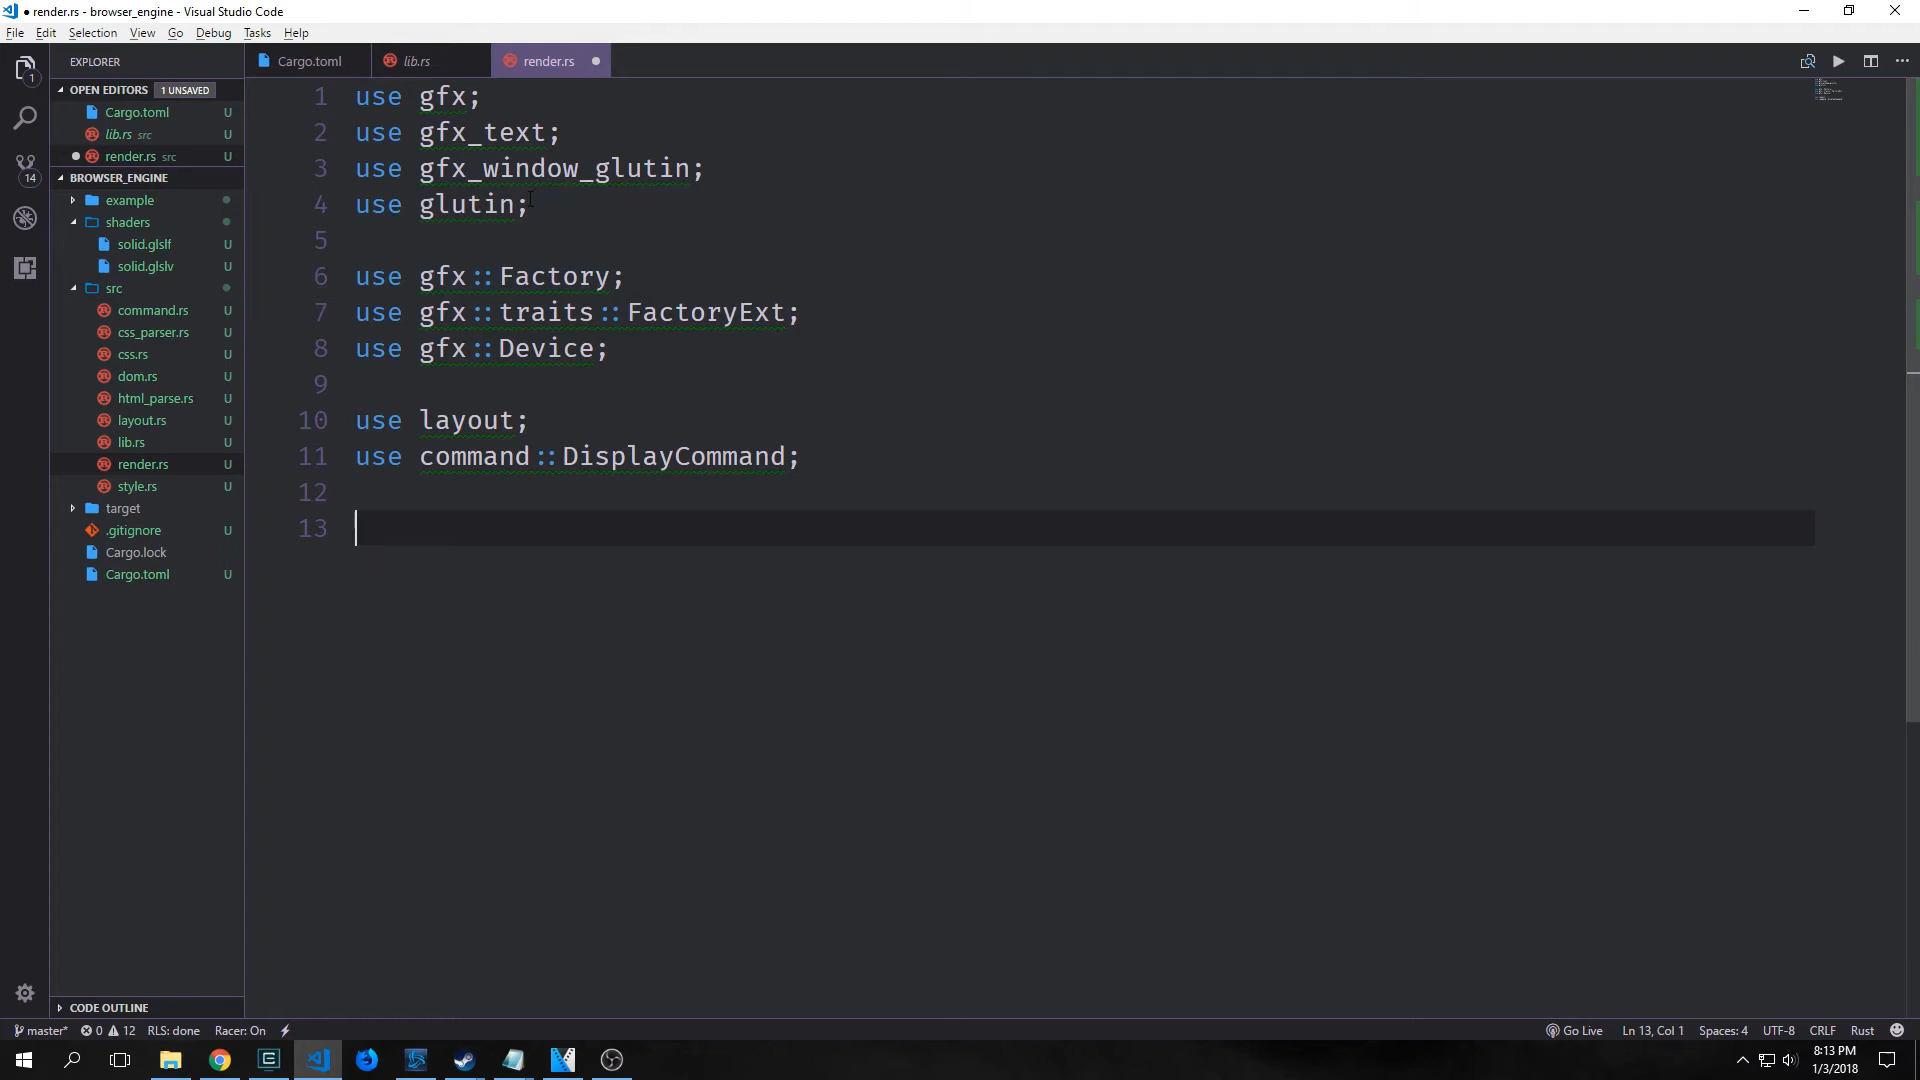 ● render.rs - browser_engine - Visual Studio Code
File Edit Selection View Go Debug Tasks Help
EXPLORER
OPEN EDITORS 1 UNSAVED
Cargo.toml
lib.rs src U
● render.rs src U
BROWSER_ENGINE
example
shaders
solid.glslf U
solid.glslv U
src
command.rs U
css_parser.rs U
css.rs U
dom.rs U
html_parse.rs U
layout.rs U
lib.rs U
render.rs U
style.rs U
target
.gitignore U
Cargo.lock
Cargo.toml U
CODE OUTLINE
1
14
Cargo.toml lib.rs render.rs ●
1 use gfx;
2 use gfx_text;
3 use gfx_window_glutin;
4 use glutin;
5
6 use gfx::Factory;
7 use gfx::traits::FactoryExt;
8 use gfx::Device;
9
10 use layout;
11 use command::DisplayCommand;
12
13
master* 0 12 RLS: done Racer: On Go Live Ln 13, Col 1 Spaces: 4 UTF-8 CRLF Rust
8:13 PM
1/3/2018